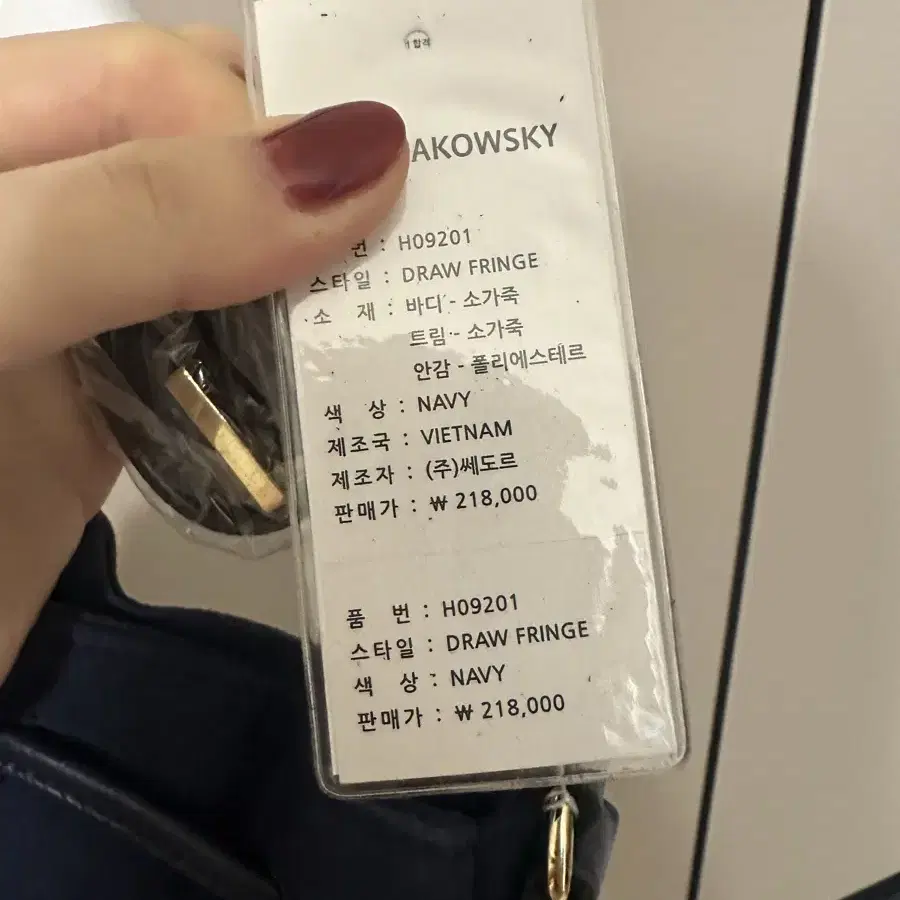 합격
AKOWSKY
번 : H09201
스타일 : DRAW FRINGE
소 재 : 바디 - 소가죽
트림 - 소가죽
안감 - 폴리에스테르
색 상 : NAVY
제조국 : VIETNAM
제조자 : (주)쎄도르
판매가 : ₩ 218,000
품 번 : H09201
스타일 : DRAW FRINGE
색 상 : NAVY
판매가 : ₩ 218,000